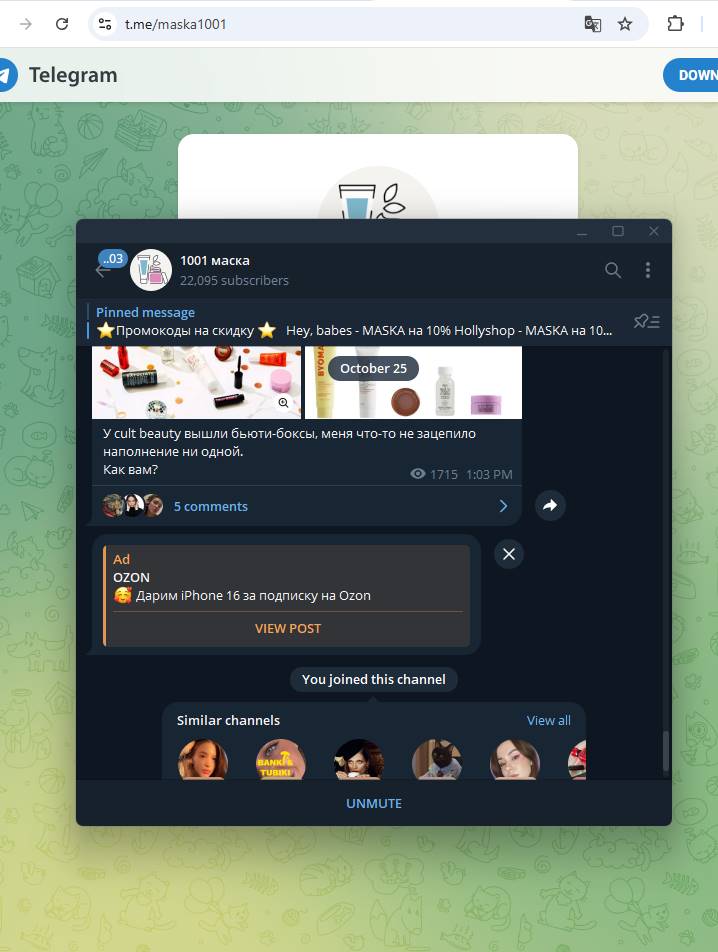 t.me/maska1001
Telegram
DOWN
..03
1001 маска
22,095 subscribers
Pinned message
⭐Промокоды на скидку ⭐ Hey, babes - MASKA на 10% Hollyshop - MASKA на 10...
October 25
У cult beauty вышли бьюти-боксы, меня что-то не зацепило
наполнение ни одной.
Как вам?
1715 1:03 PM
5 comments
Ad
OZON
🥰 Дарим iPhone 16 за подписку на Ozon
VIEW POST
You joined this channel
Similar channels
View all
BANKI &
TUBIKI
UNMUTE